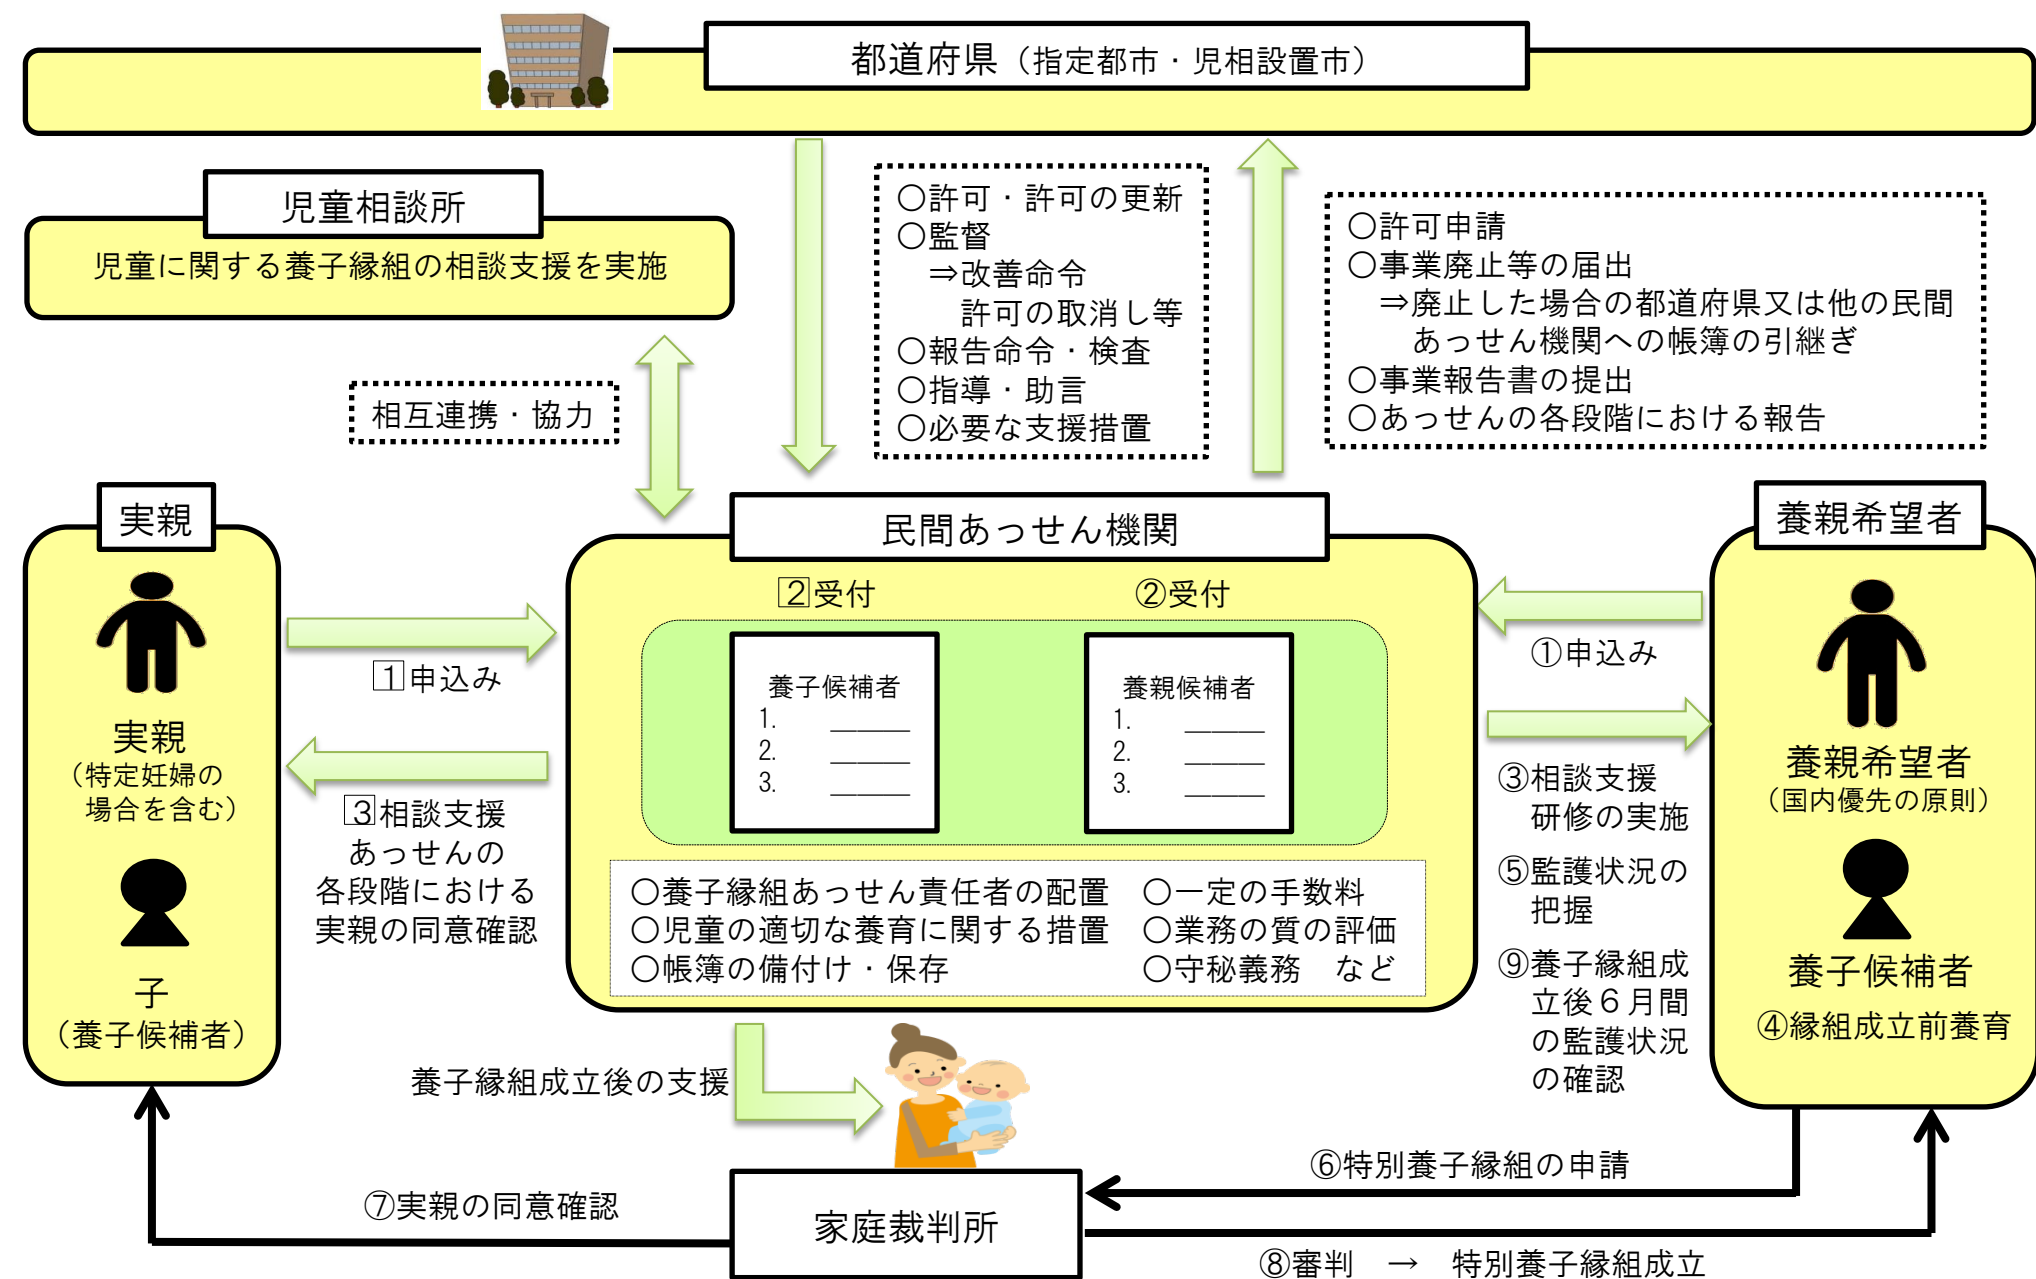 都道府県（指定都市・児相設置市）
児童相談所
児童に関する養子縁組の相談支援を実施
相互連携・協力
○許可・許可の更新
○監督
⇒改善命令
許可の取消し等
○報告命令・検査
○指導・助言
○必要な支援措置
○許可申請
○事業廃止等の届出
⇒廃止した場合の都道府県又は他の民間
あっせん機関への帳簿の引継ぎ
○事業報告書の提出
○あっせんの各段階における報告
実親
実親
（特定妊婦の
場合を含む）
子
（養子候補者）
1申込み
3相談支援
あっせんの
各段階における
実親の同意確認
民間あっせん機関
2受付
②受付
養子候補者
1. ＿＿＿
2. ＿＿＿
3. ＿＿＿
養親候補者
1. ＿＿＿
2. ＿＿＿
3. ＿＿＿
○養子縁組あっせん責任者の配置　○一定の手数料
○児童の適切な養育に関する措置　○業務の質の評価
○帳簿の備付け・保存　○守秘義務　など
①申込み
③相談支援
研修の実施
⑤監護状況の
把握
⑨養子縁組成
立後６月間
の監護状況
の確認
養親希望者
養親希望者
（国内優先の原則）
養子候補者
④縁組成立前養育
養子縁組成立後の支援
⑥特別養子縁組の申請
⑦実親の同意確認
家庭裁判所
⑧審判　→　特別養子縁組成立